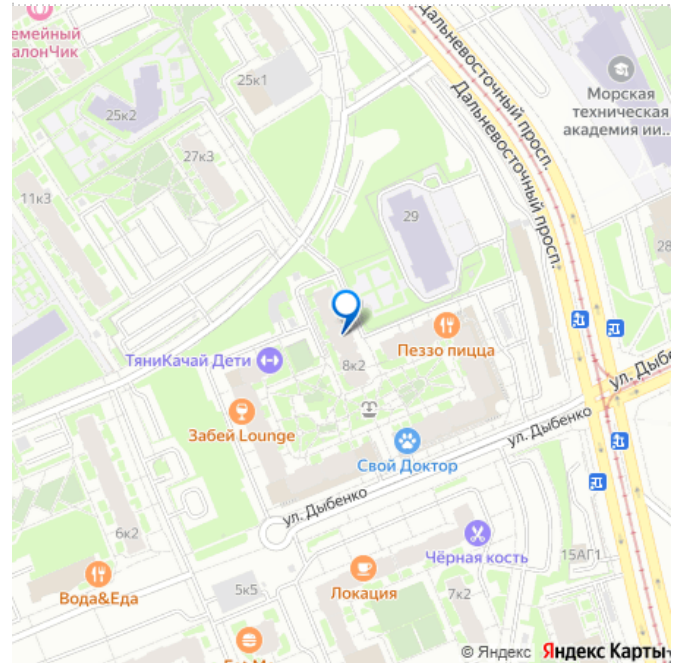 емейный
алонЧик
25к1
25к2
27к3
11к3
Дальневосточный просп.
Дальневосточный просп.
Морская
техническая
академия ии...
29
28
ТяниКачай Дети
Пеззо пицца
8к2
Забей Lounge
Свой Доктор
ул. Дыбе
ул. Дыбенко
ул. Дыбенко
6к2
Чёрная кость
15АГ1
Вода&Еда
5к5
Локация
7к2
© Яндекс Яндекс Карты